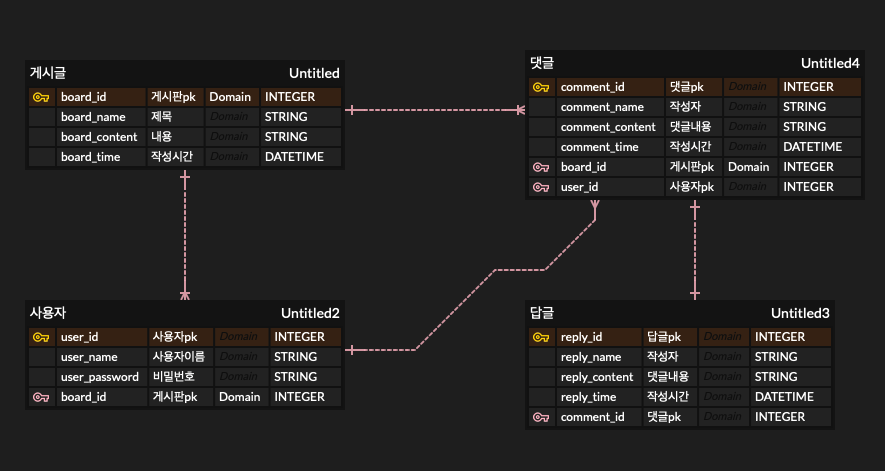 게시글 Untitled
board_id 게시판pk Domain INTEGER
board_name 제목 Domain STRING
board_content 내용 Domain STRING
board_time 작성시간 Domain DATETIME
댓글 Untitled4
comment_id 댓글pk Domain INTEGER
comment_name 작성자 Domain STRING
comment_content 댓글내용 Domain STRING
comment_time 작성시간 Domain DATETIME
board_id 게시판pk Domain INTEGER
user_id 사용자pk Domain INTEGER
사용자 Untitled2
user_id 사용자pk Domain INTEGER
user_name 사용자이름 Domain STRING
user_password 비밀번호 Domain STRING
board_id 게시판pk Domain INTEGER
답글 Untitled3
reply_id 답글pk Domain INTEGER
reply_name 작성자 Domain STRING
reply_content 댓글내용 Domain STRING
reply_time 작성시간 Domain DATETIME
comment_id 댓글pk Domain INTEGER